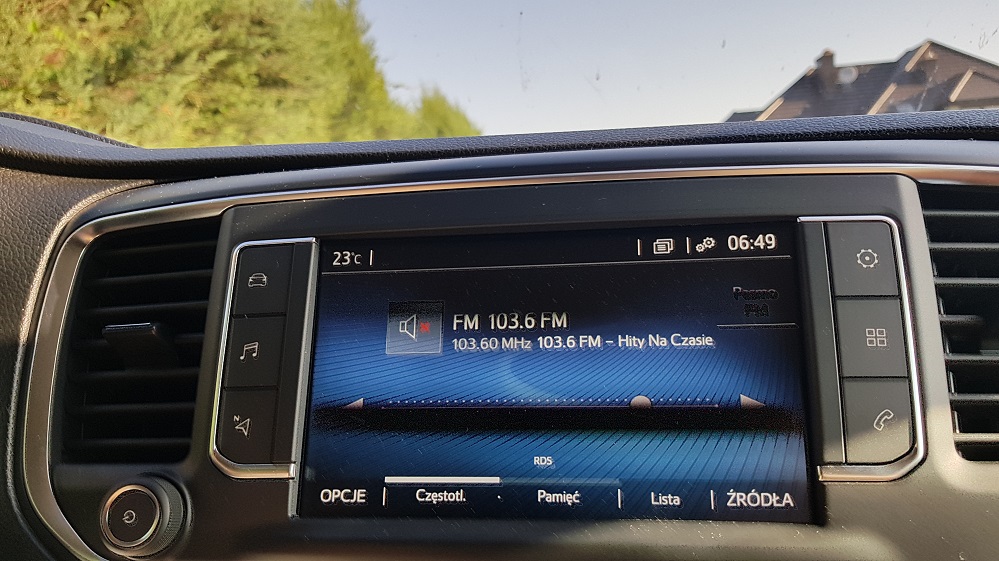 23°C
06:49
Pasmo
FM 103.6 FM
103.60 MHz 103.6 FM - Hity Na Czasie
RDS
OPCJE Częstotl. Pamięć Lista ŹRÓDŁA
N